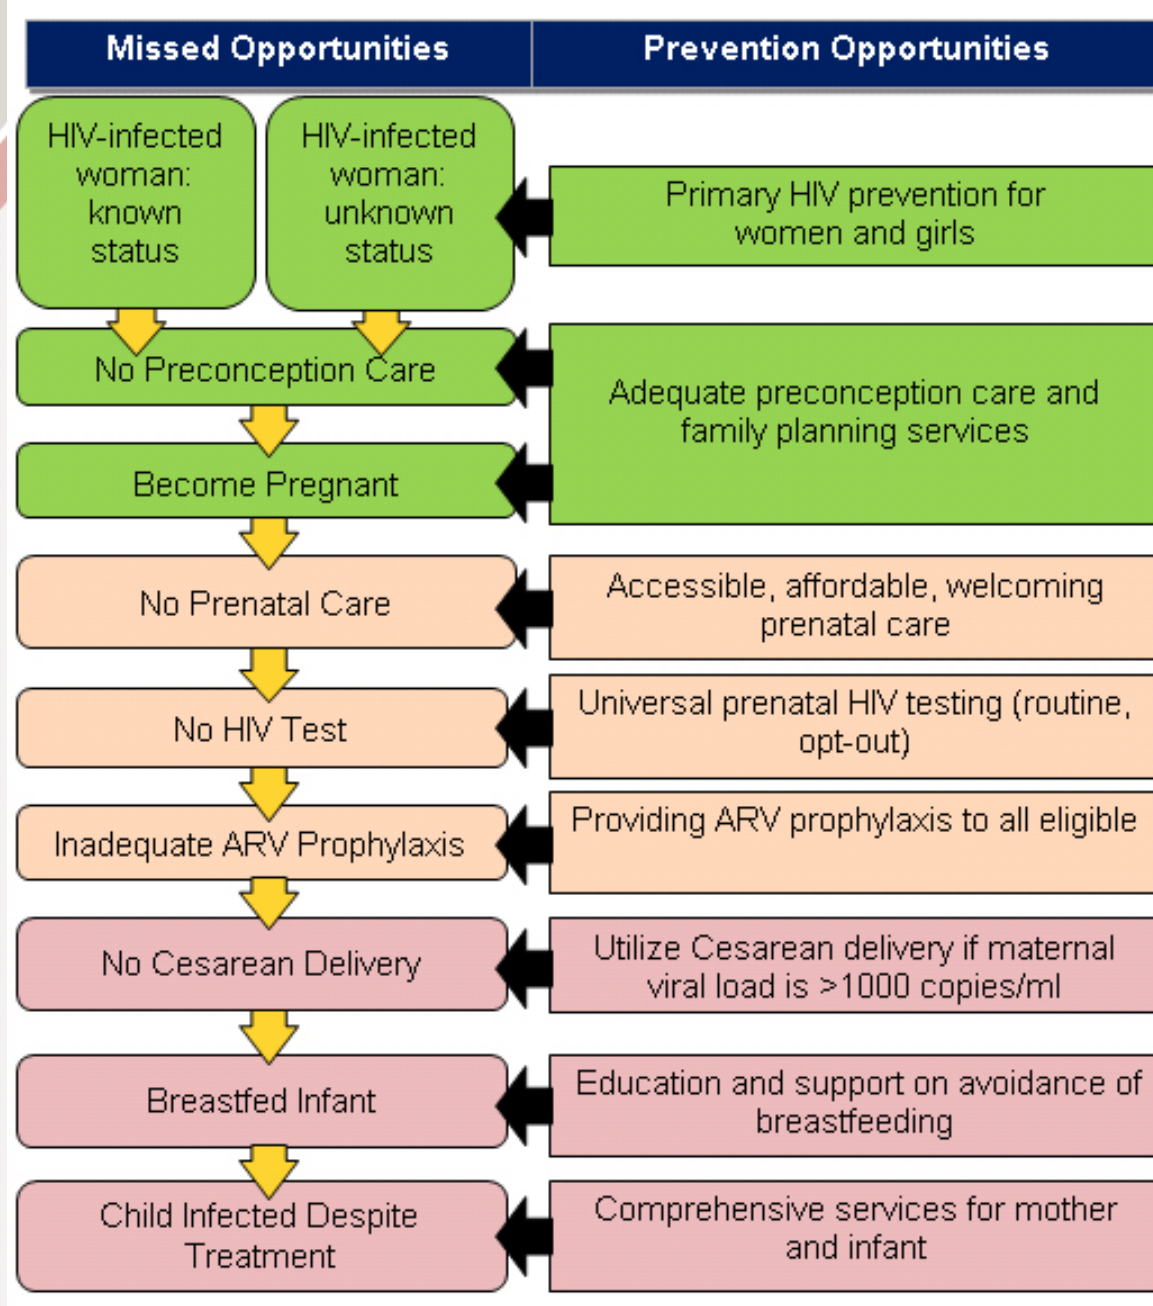 Missed Opportunities
Prevention Opportunities
HIV-infected
woman:
known
status
HIV-infected
woman:
unknown
status
Primary HIV prevention for
women and girls
No Preconception Care
Adequate preconception care and
family planning services
Become Pregnant
No Prenatal Care
Accessible, affordable, welcoming
prenatal care
No HIV Test
Universal prenatal HIV testing (routine,
opt-out)
Inadequate ARV Prophylaxis
Providing ARV prophylaxis to all eligible
No Cesarean Delivery
Utilize Cesarean delivery if maternal
viral load is >1000 copies/ml
Breastfed Infant
Education and support on avoidance of
breastfeeding
Child Infected Despite
Treatment
Comprehensive services for mother
and infant